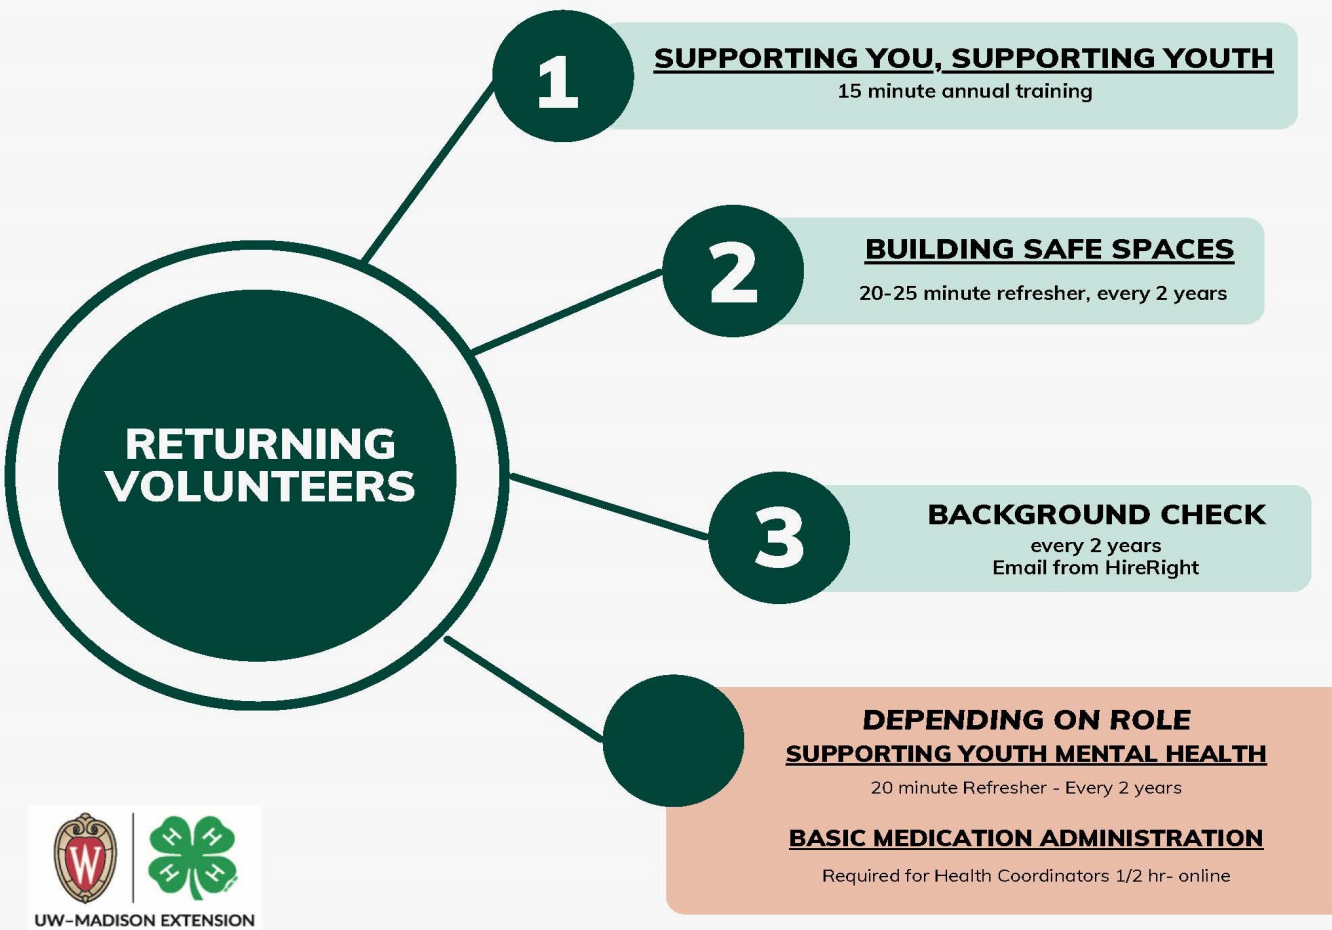 1
SUPPORTING YOU, SUPPORTING YOUTH
15 minute annual training
2
BUILDING SAFE SPACES
20-25 minute refresher, every 2 years
RETURNING
VOLUNTEERS
3
BACKGROUND CHECK
every 2 years
Email from HireRight
DEPENDING ON ROLE
SUPPORTING YOUTH MENTAL HEALTH
20 minute Refresher - Every 2 years
BASIC MEDICATION ADMINISTRATION
Required for Health Coordinators 1/2 hr- online
W
H H
H H
UW-MADISON EXTENSION